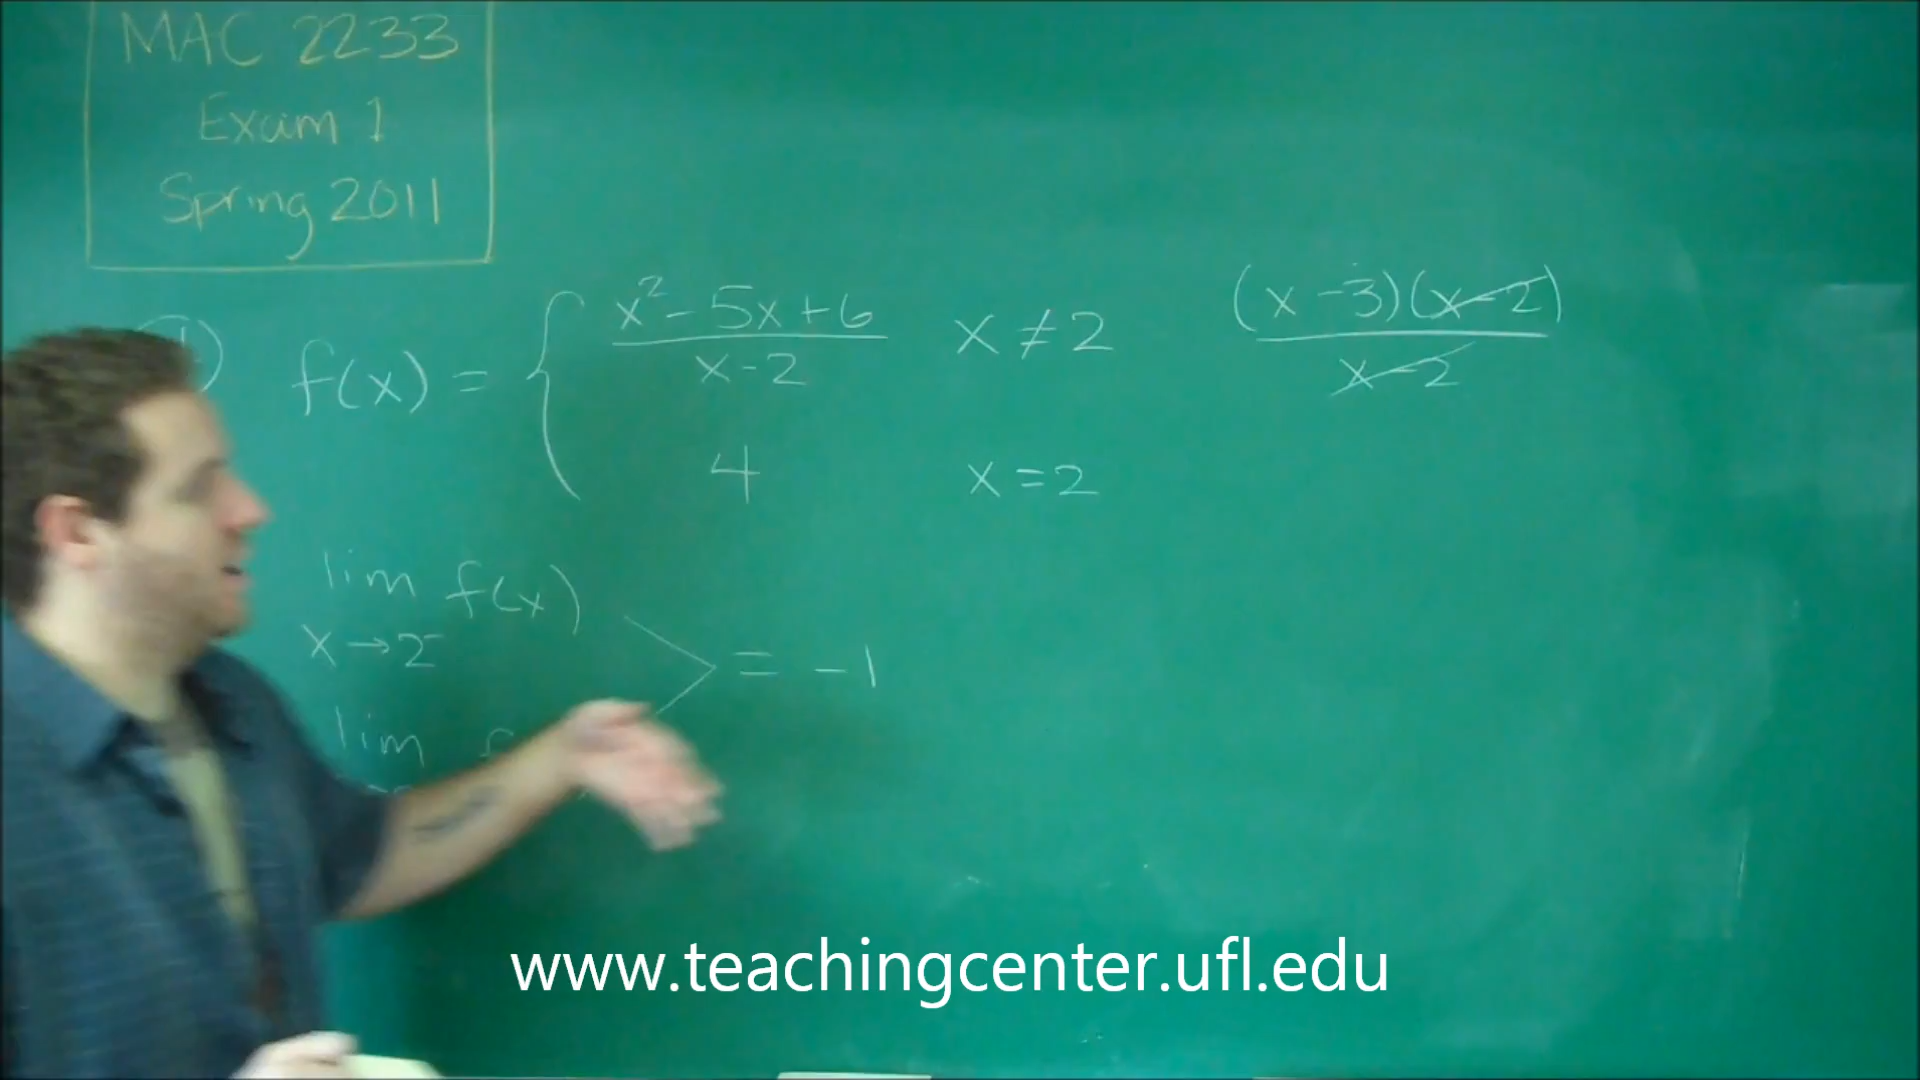 MAC 2233
Exam 1
Spring 2011
f(x) = { x² - 5x + 6 x ≠ 2 (x - 3)(x - 2)
x - 2 x - 2
4 x = 2
lim f(x)
x → 2⁻
= -1
lim f
www.teachingcenter.ufl.edu